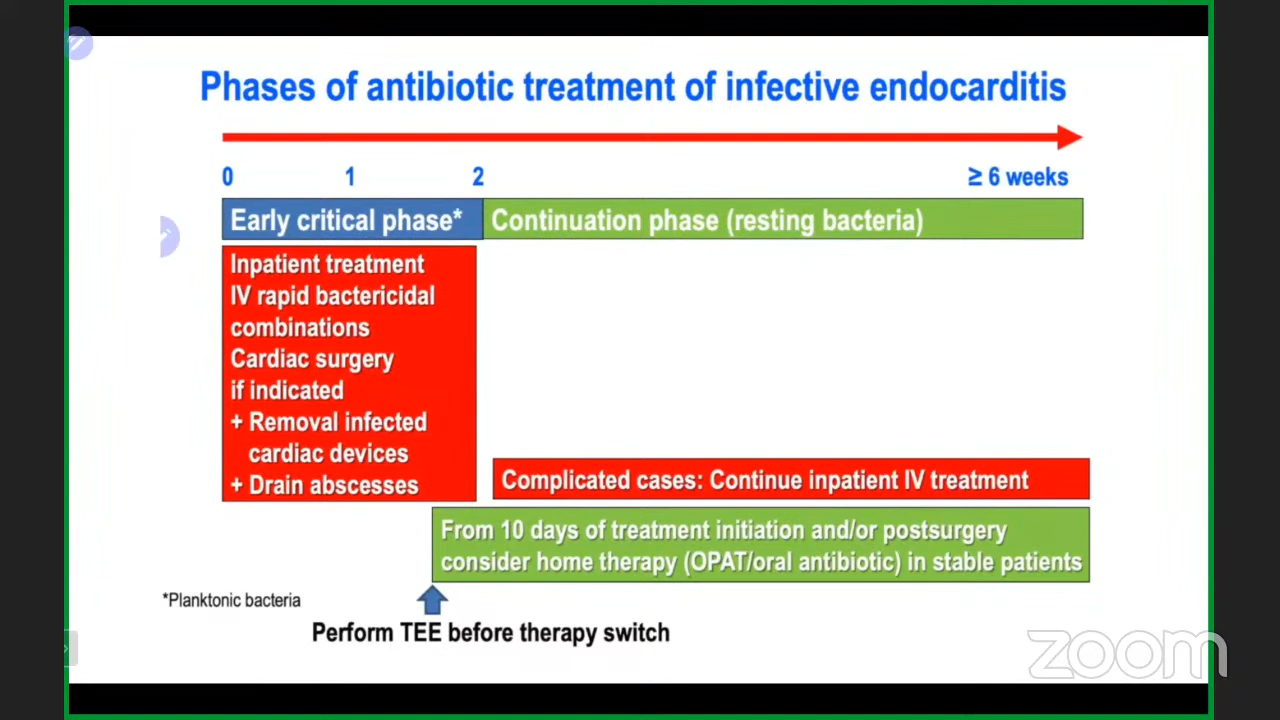 Phases of antibiotic treatment of infective endocarditis
0 1 2 ≥ 6 weeks
Early critical phase*
Continuation phase (resting bacteria)
Inpatient treatment
IV rapid bactericidal
combinations
Cardiac surgery
if indicated
+ Removal infected
cardiac devices
+ Drain abscesses
Complicated cases: Continue inpatient IV treatment
From 10 days of treatment initiation and/or postsurgery
consider home therapy (OPAT/oral antibiotic) in stable patients
*Planktonic bacteria
Perform TEE before therapy switch
zoom